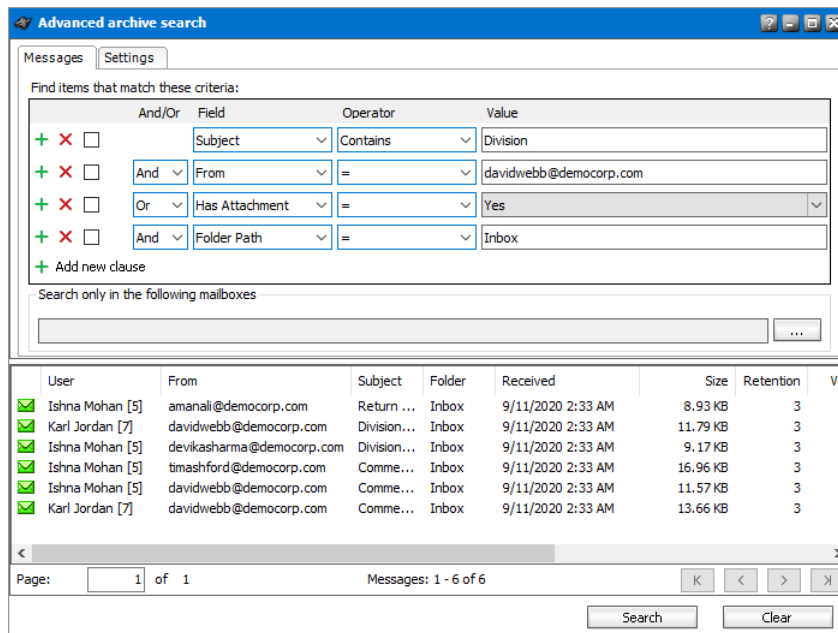 Advanced archive search
Messages Settings
Find items that match these criteria:
And/Or Field Operator Value
Subject Contains Division
And From = davidwebb@democorp.com
Or Has Attachment = Yes
And Folder Path = Inbox
Add new clause
Search only in the following mailboxes
...
User From Subject Folder Received Size Retention V
Ishna Mohan [5] amanali@democorp.com Return ... Inbox 9/11/2020 2:33 AM 8.93 KB 3
Karl Jordan [7] davidwebb@democorp.com Division... Inbox 9/11/2020 2:33 AM 11.79 KB 3
Ishna Mohan [5] devikasharma@democorp.com Division... Inbox 9/11/2020 2:33 AM 9.17 KB 3
Ishna Mohan [5] timashford@democorp.com Comme... Inbox 9/11/2020 2:33 AM 16.96 KB 3
Ishna Mohan [5] davidwebb@democorp.com Comme... Inbox 9/11/2020 2:33 AM 11.57 KB 3
Karl Jordan [7] davidwebb@democorp.com Comme... Inbox 9/11/2020 2:33 AM 13.66 KB 3
Page: 1 of 1 Messages: 1 - 6 of 6
Search Clear